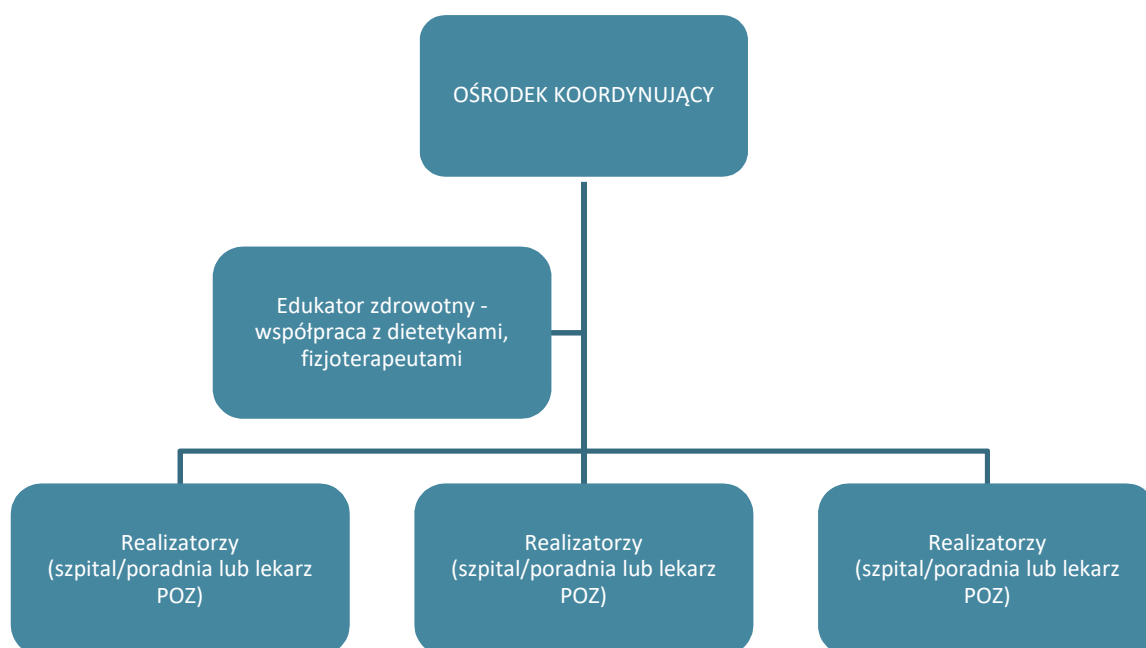 OŚRODEK KOORDYNUJĄCY
Edukator zdrowotny -
współpraca z dietetykami,
fizjoterapeutami
Realizatorzy
(szpital/poradnia lub lekarz
POZ)
Realizatorzy
(szpital/poradnia lub lekarz
POZ)
Realizatorzy
(szpital/poradnia lub lekarz
POZ)